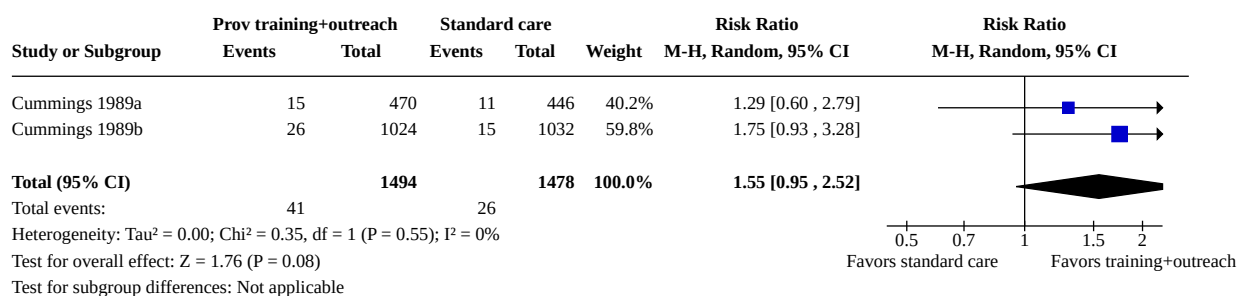 Prov training+outreach Standard care Risk Ratio Risk Ratio
Study or Subgroup Events Total Events Total Weight M-H, Random, 95% CI M-H, Random, 95% CI
Cummings 1989a 15 470 11 446 40.2% 1.29 [0.60 , 2.79]
Cummings 1989b 26 1024 15 1032 59.8% 1.75 [0.93 , 3.28]
Total (95% CI) 1494 1478 100.0% 1.55 [0.95 , 2.52]
Total events: 41 26
Heterogeneity: Tau² = 0.00; Chi² = 0.35, df = 1 (P = 0.55); I² = 0%
0.5 0.7 1 1.5 2
Test for overall effect: Z = 1.76 (P = 0.08) Favors standard care Favors training+outreach
Test for subgroup differences: Not applicable